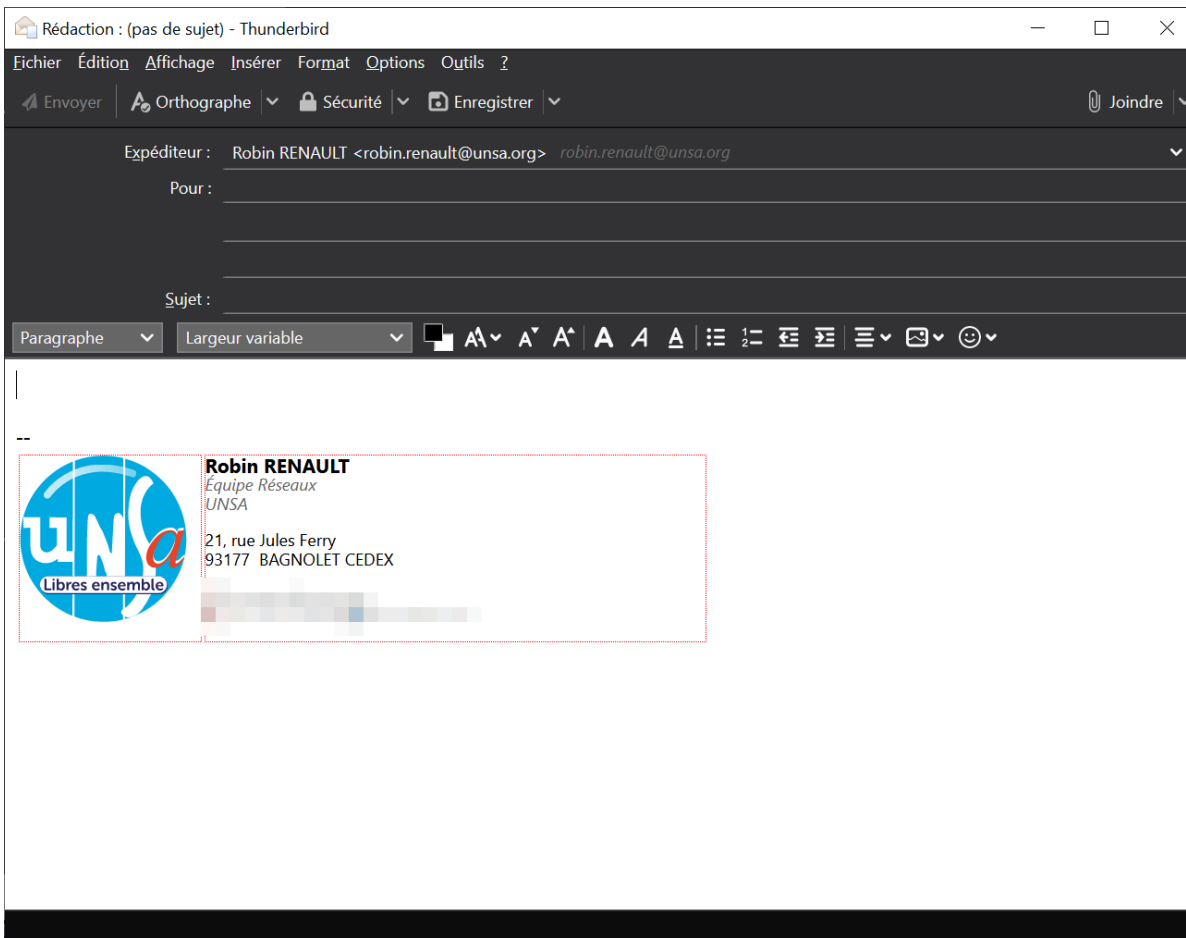 Rédaction : (pas de sujet) - Thunderbird
Fichier Édition Affichage Insérer Format Options Outils ?
Envoyer Orthographe Sécurité Enregistrer Joindre
Expéditeur : Robin RENAULT <robin.renault@unsa.org> robin.renault@unsa.org
Pour :
Sujet :
Paragraphe Largeur variable
--
Robin RENAULT
Équipe Réseaux
UNSA
21, rue Jules Ferry
93177 BAGNOLET CEDEX
UNSa
Libres ensemble